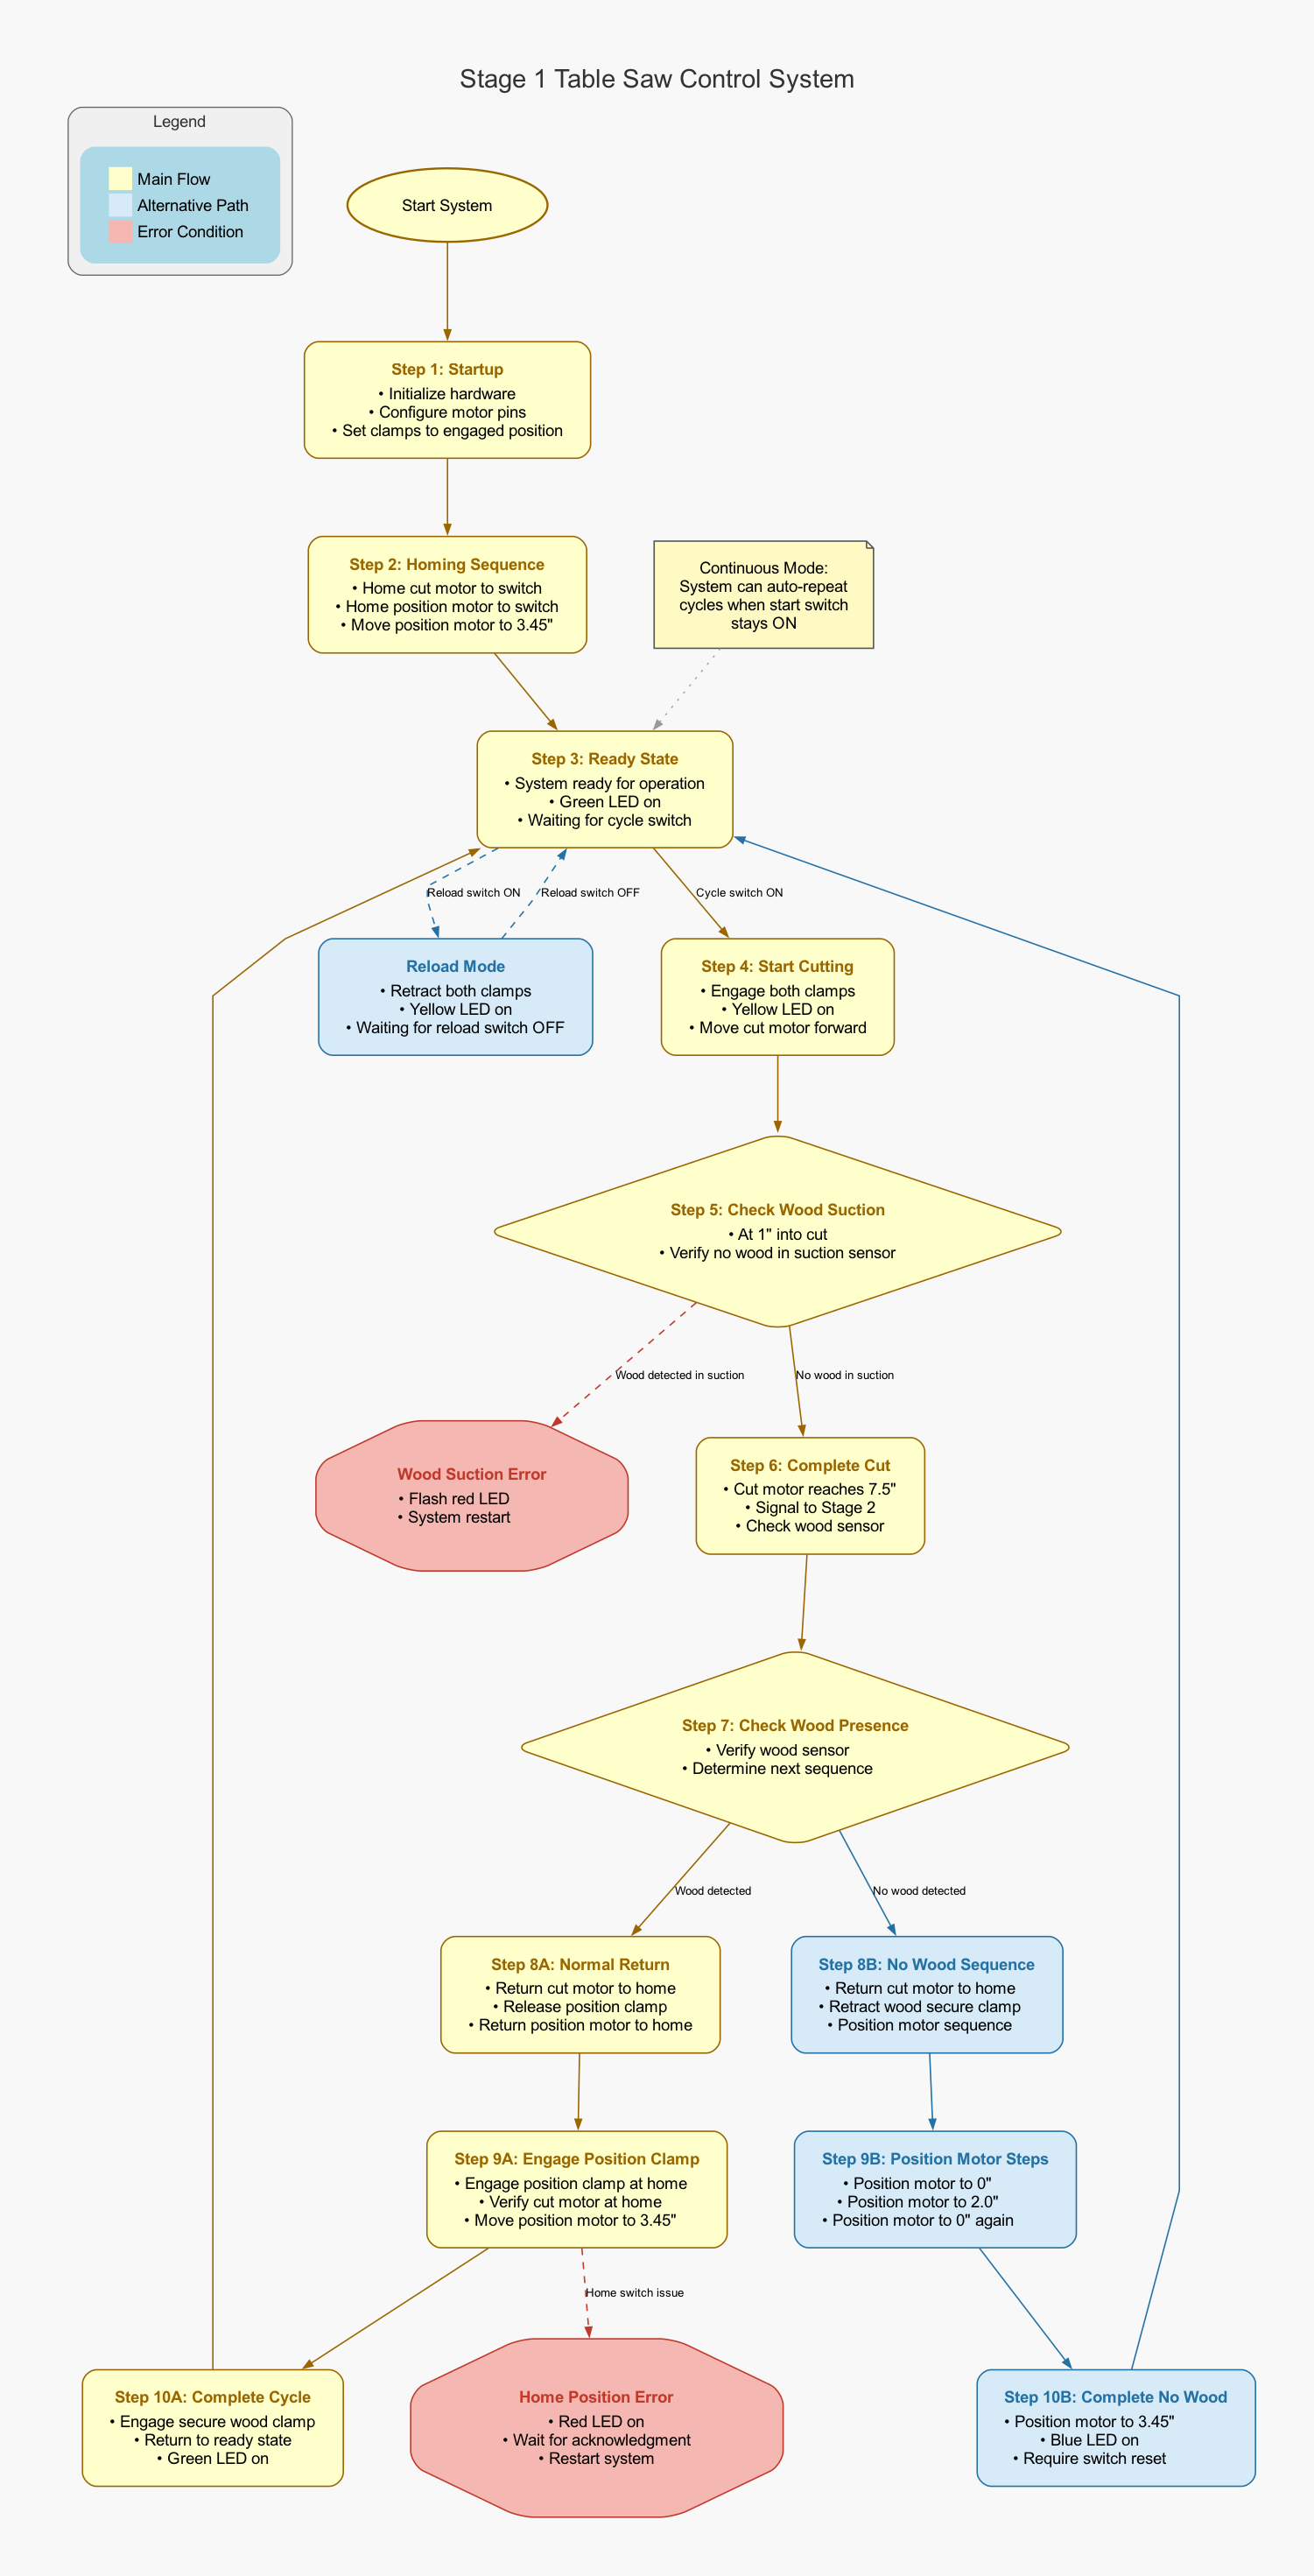 Stage 1 Table Saw Control System
Legend
Main Flow
Alternative Path
Error Condition
Start System
Step 1: Startup
• Initialize hardware
• Configure motor pins
• Set clamps to engaged position
Step 2: Homing Sequence
• Home cut motor to switch
• Home position motor to switch
• Move position motor to 3.45"
Continuous Mode:
System can auto-repeat
cycles when start switch
stays ON
Step 3: Ready State
• System ready for operation
• Green LED on
• Waiting for cycle switch
Reload switch ON
Reload switch OFF
Cycle switch ON
Reload Mode
• Retract both clamps
• Yellow LED on
• Waiting for reload switch OFF
Step 4: Start Cutting
• Engage both clamps
• Yellow LED on
• Move cut motor forward
Step 5: Check Wood Suction
• At 1" into cut
• Verify no wood in suction sensor
Wood detected in suction
No wood in suction
Wood Suction Error
• Flash red LED
• System restart
Step 6: Complete Cut
• Cut motor reaches 7.5"
• Signal to Stage 2
• Check wood sensor
Step 7: Check Wood Presence
• Verify wood sensor
• Determine next sequence
Wood detected
No wood detected
Step 8A: Normal Return
• Return cut motor to home
• Release position clamp
• Return position motor to home
Step 8B: No Wood Sequence
• Return cut motor to home
• Retract wood secure clamp
• Position motor sequence
Step 9A: Engage Position Clamp
• Engage position clamp at home
• Verify cut motor at home
• Move position motor to 3.45"
Step 9B: Position Motor Steps
• Position motor to 0"
• Position motor to 2.0"
• Position motor to 0" again
Home switch issue
Step 10A: Complete Cycle
• Engage secure wood clamp
• Return to ready state
• Green LED on
Home Position Error
• Red LED on
• Wait for acknowledgment
• Restart system
Step 10B: Complete No Wood
• Position motor to 3.45"
• Blue LED on
• Require switch reset